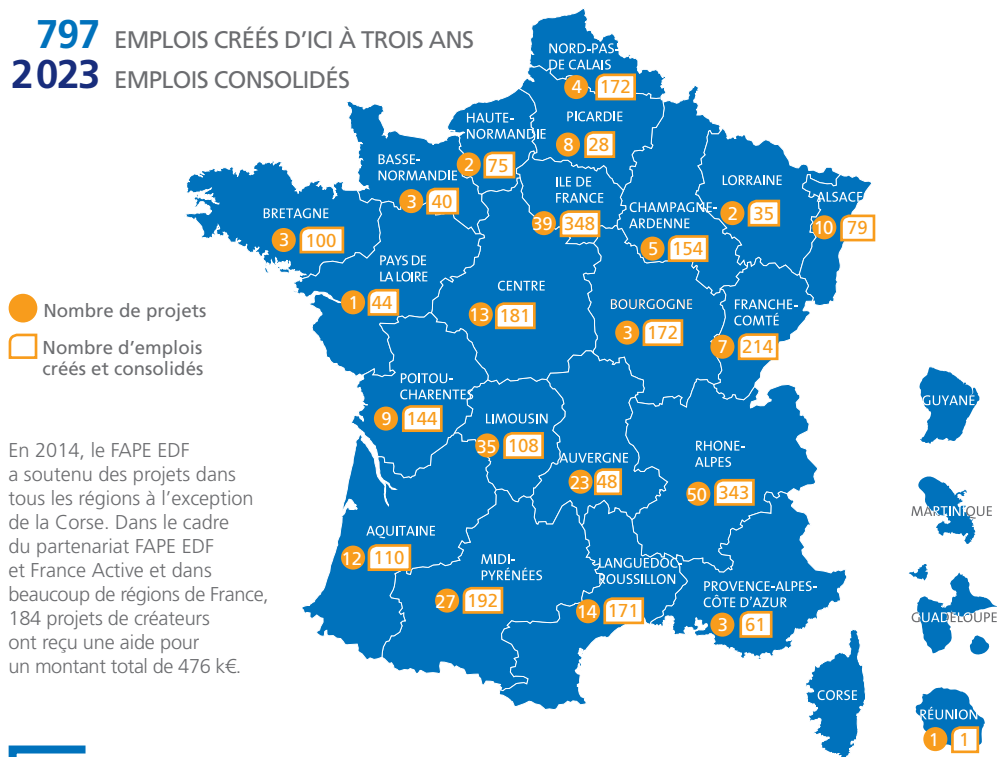 797 EMPLOIS CRÉÉS D'ICI À TROIS ANS
2023 EMPLOIS CONSOLIDÉS
NORD-PAS-
DE CALAIS
4 172
PICARDIE
8 28
HAUTE-
NORMANDIE
2 75
BASSE-
NORMANDIE
3 40
ILE DE
FRANCE
39 348
CHAMPAGNE-
ARDENNE
5 154
LORRAINE
2 35
ALSACE
10 79
BRETAGNE
3 100
PAYS DE
LA LOIRE
1 44
CENTRE
13 181
BOURGOGNE
3 172
FRANCHE-
COMTÉ
7 214
Nombre de projets
Nombre d'emplois
créés et consolidés
POITOU-
CHARENTES
9 144
LIMOUSIN
35 108
AUVERGNE
23 48
RHONE-
ALPES
50 343
GUYANE
MARTINIQUE
GUADELOUPE
En 2014, le FAPE EDF
a soutenu des projets dans
tous les régions à l'exception
de la Corse. Dans le cadre
du partenariat FAPE EDF
et France Active et dans
beaucoup de régions de France,
184 projets de créateurs
ont reçu une aide pour
un montant total de 476 k€.
AQUITAINE
12 110
MIDI-
PYRÉNÉES
27 192
LANGUEDOC
ROUSSILLON
14 171
PROVENCE-ALPES-
CÔTE D'AZUR
3 61
CORSE
RÉUNION
1 1